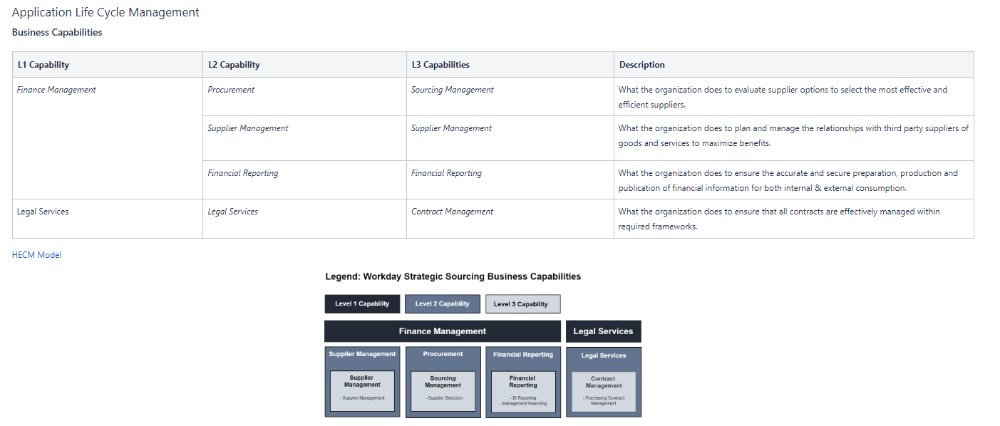 Application Life Cycle Management
Business Capabilities
L1 Capability
L2 Capability
L3 Capabilities
Description
Finance Management
Procurement
Sourcing Management
What the organization does to evaluate supplier options to select the most effective and
efficient suppliers.
Supplier Management
Supplier Management
What the organization does to plan and manage the relationships with third party suppliers of
goods and services to maximize benefits.
Financial Reporting
Financial Reporting
What the organization does to ensure the accurate and secure preparation, production and
publication of financial information for both internal & external consumption.
Legal Services
Legal Services
Contract Management
What the organization does to ensure that all contracts are effectively managed within
required frameworks.
HECM Model
Legend: Workday Strategic Sourcing Business Capabilities
Level 1 Capability
Level 2 Capability
Level 3 Capability
Finance Management
Legal Services
Supplier Management
Supplier
Management
- Supplier Management
Procurement
Sourcing
Management
- Supplier Selection
Financial Reporting
Financial
Reporting
- BI Reporting
- Management Reporting
Legal Services
Contract
Management
- Purchasing Contract
Management